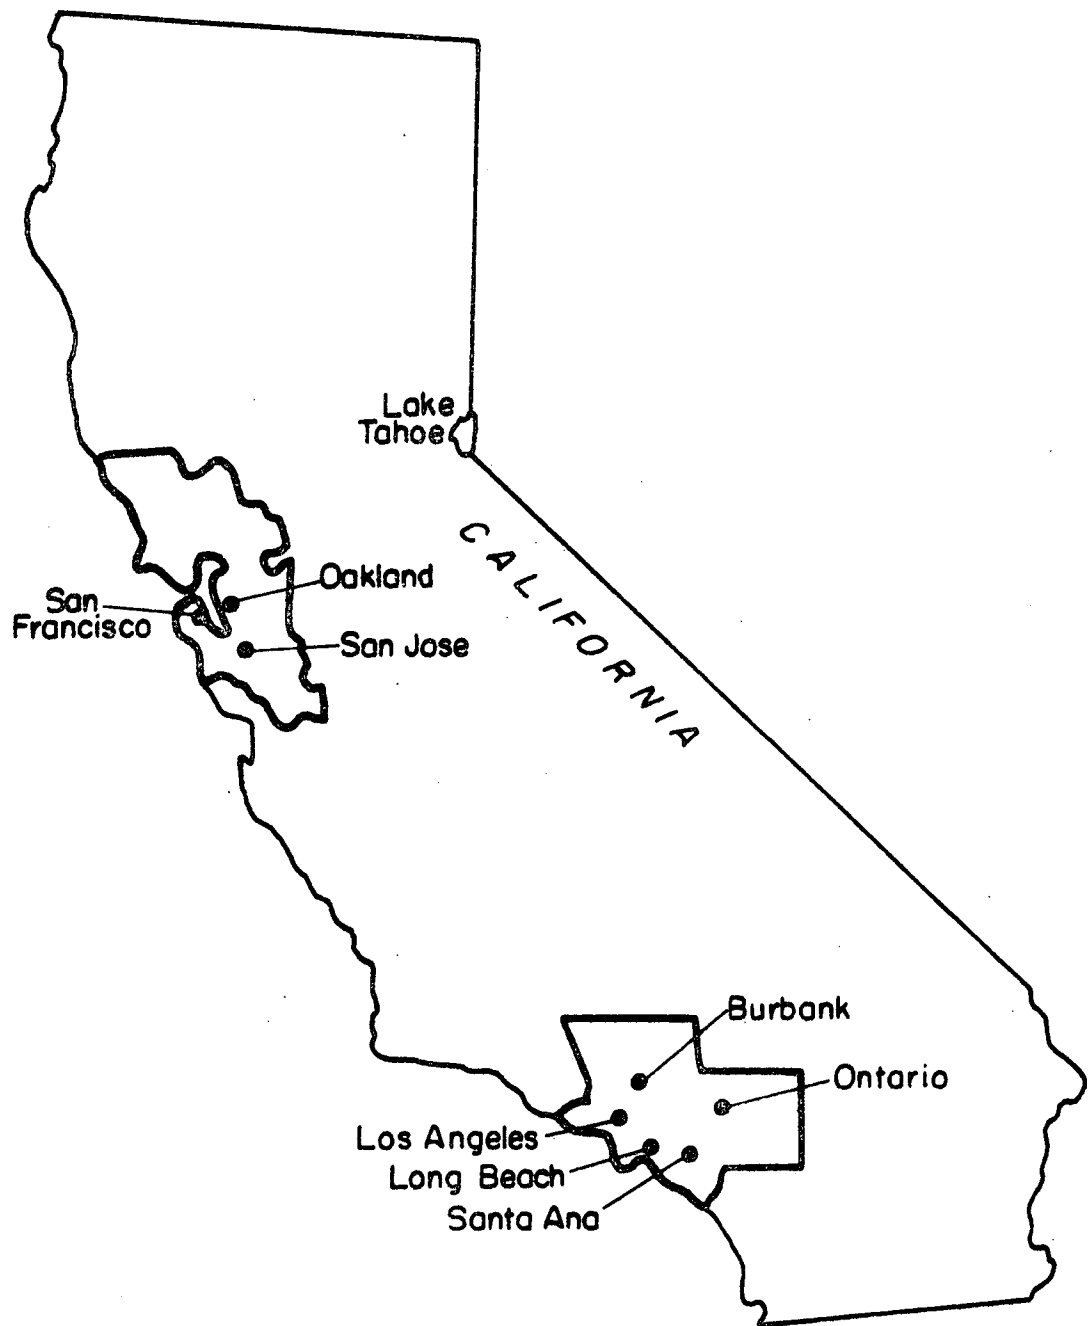 Lake
Tahoe
CALIFORNIA
Oakland
San
Francisco
San Jose
Burbank
Ontario
Los Angeles
Long Beach
Santa Ana